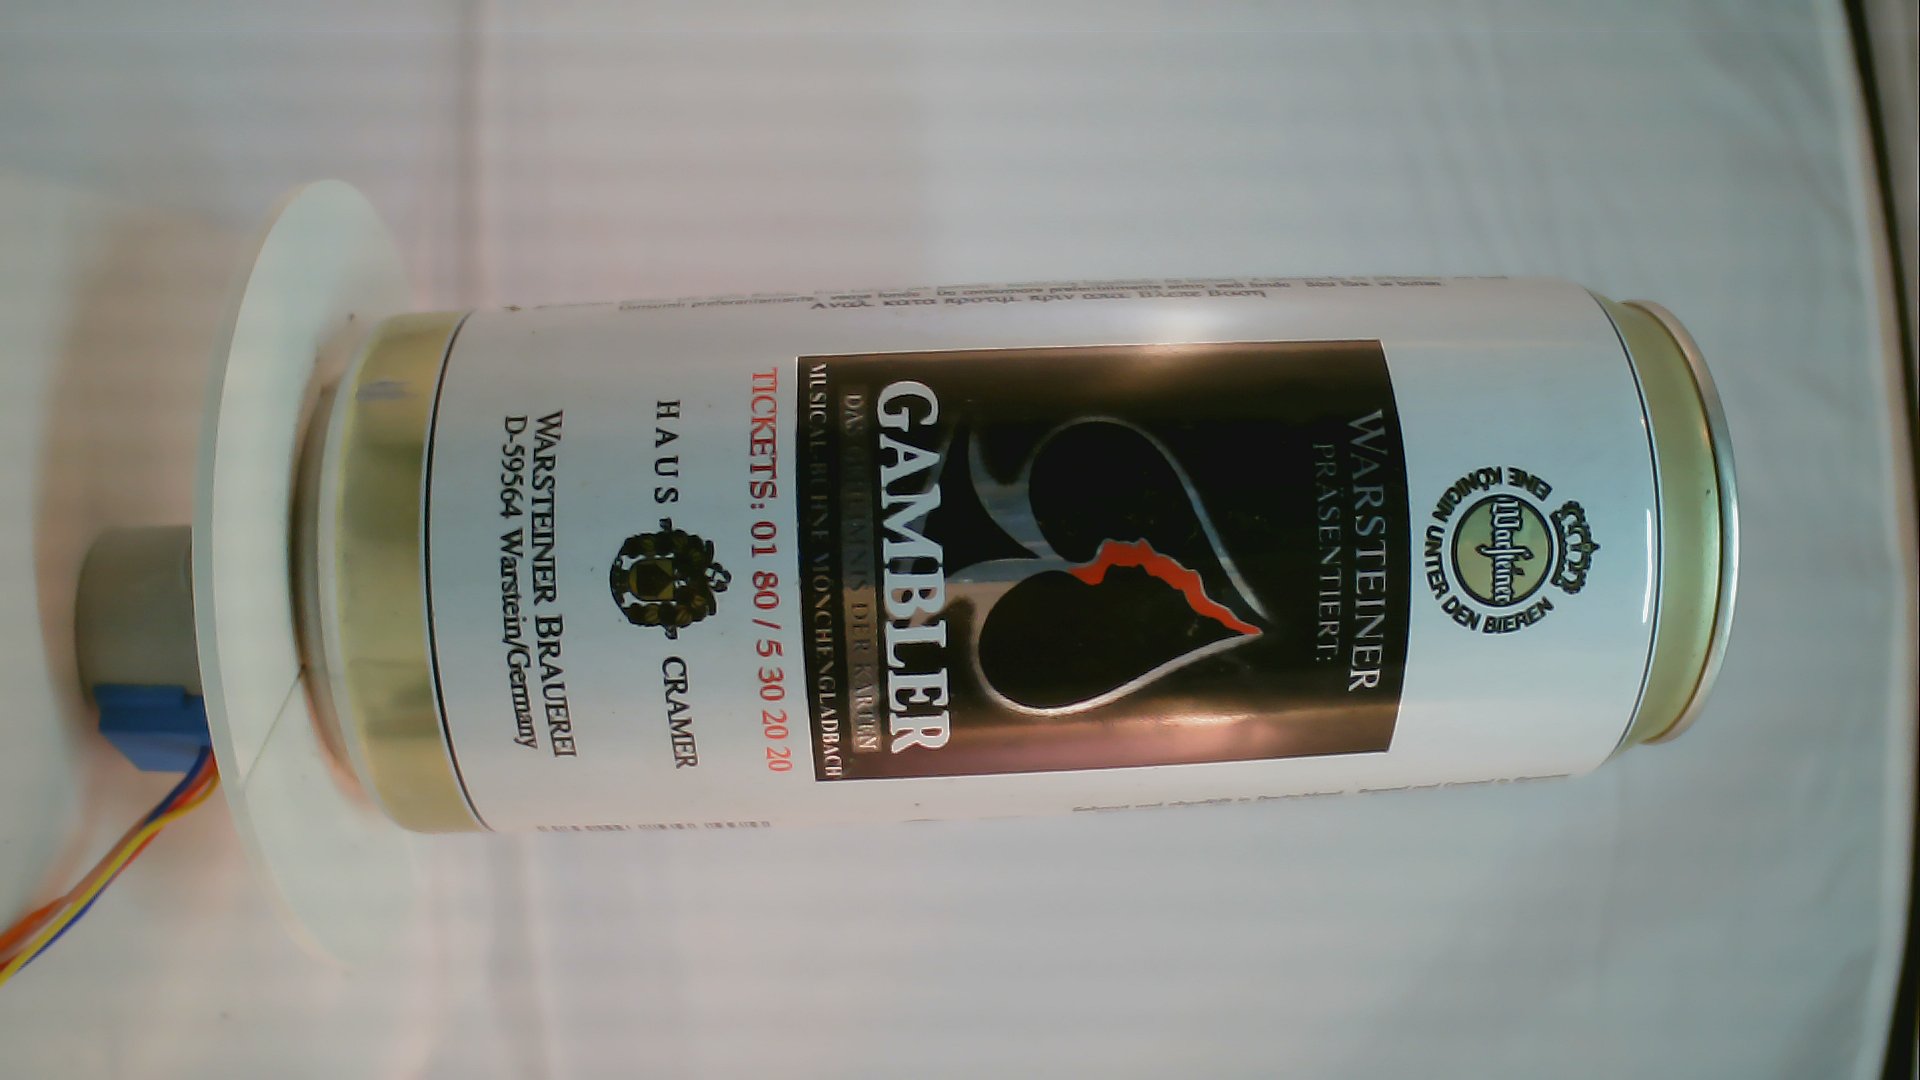 EINE KÖNIGIN UNTER DEN BIEREN
Warsteiner
WARSTEINER
PRÄSENTIERT:
GAMBLER
DAS GEHEIMNIS DER KARTEN
MUSICAL-BÜHNE MÖNCHENGLADBACH
TICKETS: 01 80 / 5 30 20 20
HAUS CRAMER
WARSTEINER BRAUEREI
D-59564 Warstein/Germany